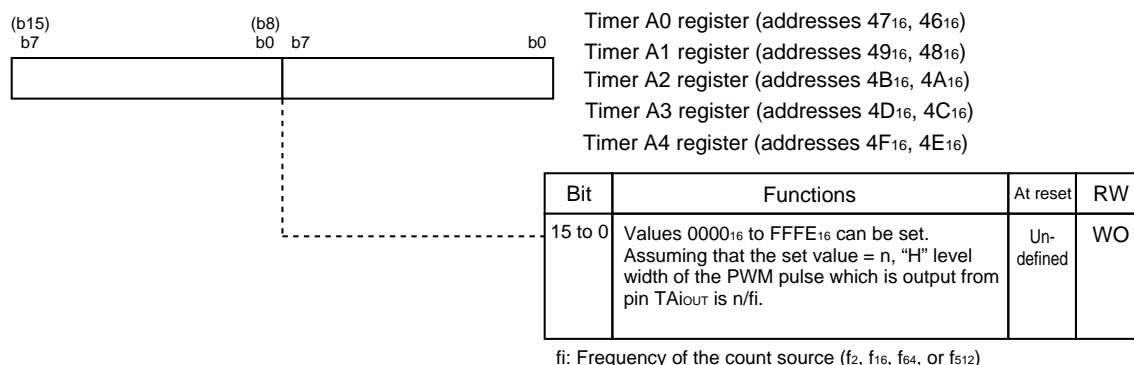 (b15) (b8)
b7 b0 b7 b0
Timer A0 register (addresses 47₁₆, 46₁₆)
Timer A1 register (addresses 49₁₆, 48₁₆)
Timer A2 register (addresses 4B₁₆, 4A₁₆)
Timer A3 register (addresses 4D₁₆, 4C₁₆)
Timer A4 register (addresses 4F₁₆, 4E₁₆)
Bit Functions At reset RW
15 to 0 Values 0000₁₆ to FFFE₁₆ can be set. Un- WO
Assuming that the set value = n, “H” level defined
width of the PWM pulse which is output from
pin TAiOUT is n/fi.
fi: Frequency of the count source (f₂, f₁₆, f₆₄, or f₅₁₂)